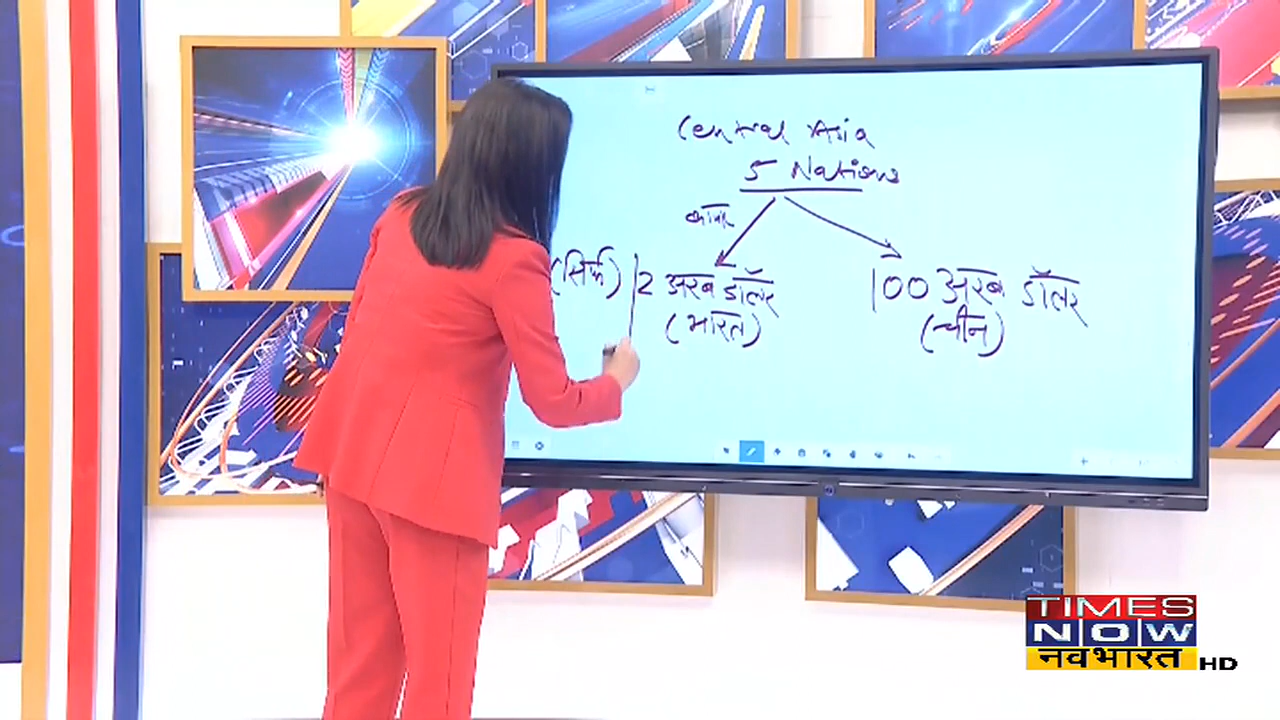 Central Asia
5 Nations
(सिर्फ) 2 अरब डॉलर
(भारत)
100 अरब डॉलर
(चीन)
TIMES
NOW
नवभारत HD